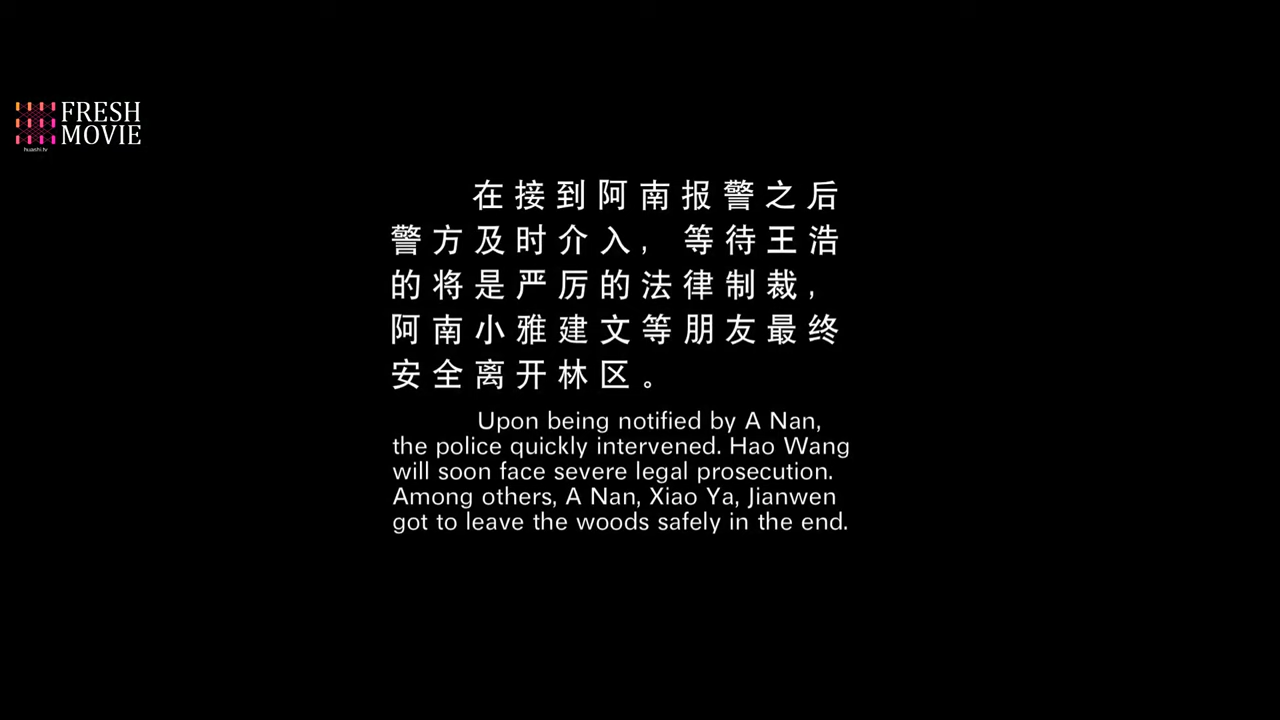 FRESH
MOVIE
huashi.tv
在接到阿南报警之后
警方及时介入，等待王浩
的将是严厉的法律制裁，
阿南小雅建文等朋友最终
安全离开林区。
Upon being notified by A Nan,
the police quickly intervened. Hao Wang
will soon face severe legal prosecution.
Among others, A Nan, Xiao Ya, Jianwen
got to leave the woods safely in the end.